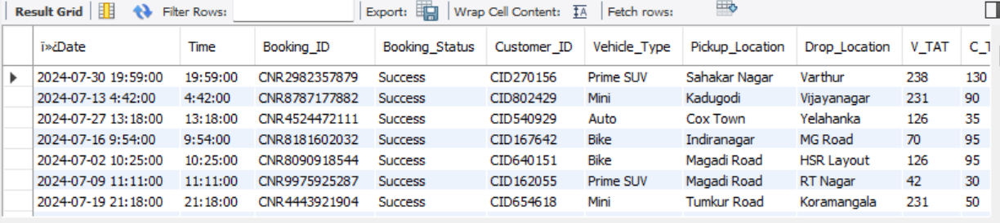 Result Grid Filter Rows: Export: Wrap Cell Content: IA Fetch rows:
ï»¿Date Time Booking_ID Booking_Status Customer_ID Vehicle_Type Pickup_Location Drop_Location V_TAT C_T
2024-07-30 19:59:00 19:59:00 CNR2982357879 Success CID270156 Prime SUV Sahakar Nagar Varthur 238 130
2024-07-13 4:42:00 4:42:00 CNR8787177882 Success CID802429 Mini Kadugodi Vijayanagar 231 90
2024-07-27 13:18:00 13:18:00 CNR4524472111 Success CID540929 Auto Cox Town Yelahanka 126 35
2024-07-16 9:54:00 9:54:00 CNR8181602032 Success CID167642 Bike Indiranagar MG Road 70 95
2024-07-02 10:25:00 10:25:00 CNR8090918544 Success CID640151 Bike Magadi Road HSR Layout 126 95
2024-07-09 11:11:00 11:11:00 CNR9975925287 Success CID162055 Prime SUV Magadi Road RT Nagar 42 30
2024-07-19 21:18:00 21:18:00 CNR4443921904 Success CID654618 Mini Tumkur Road Koramangala 231 50